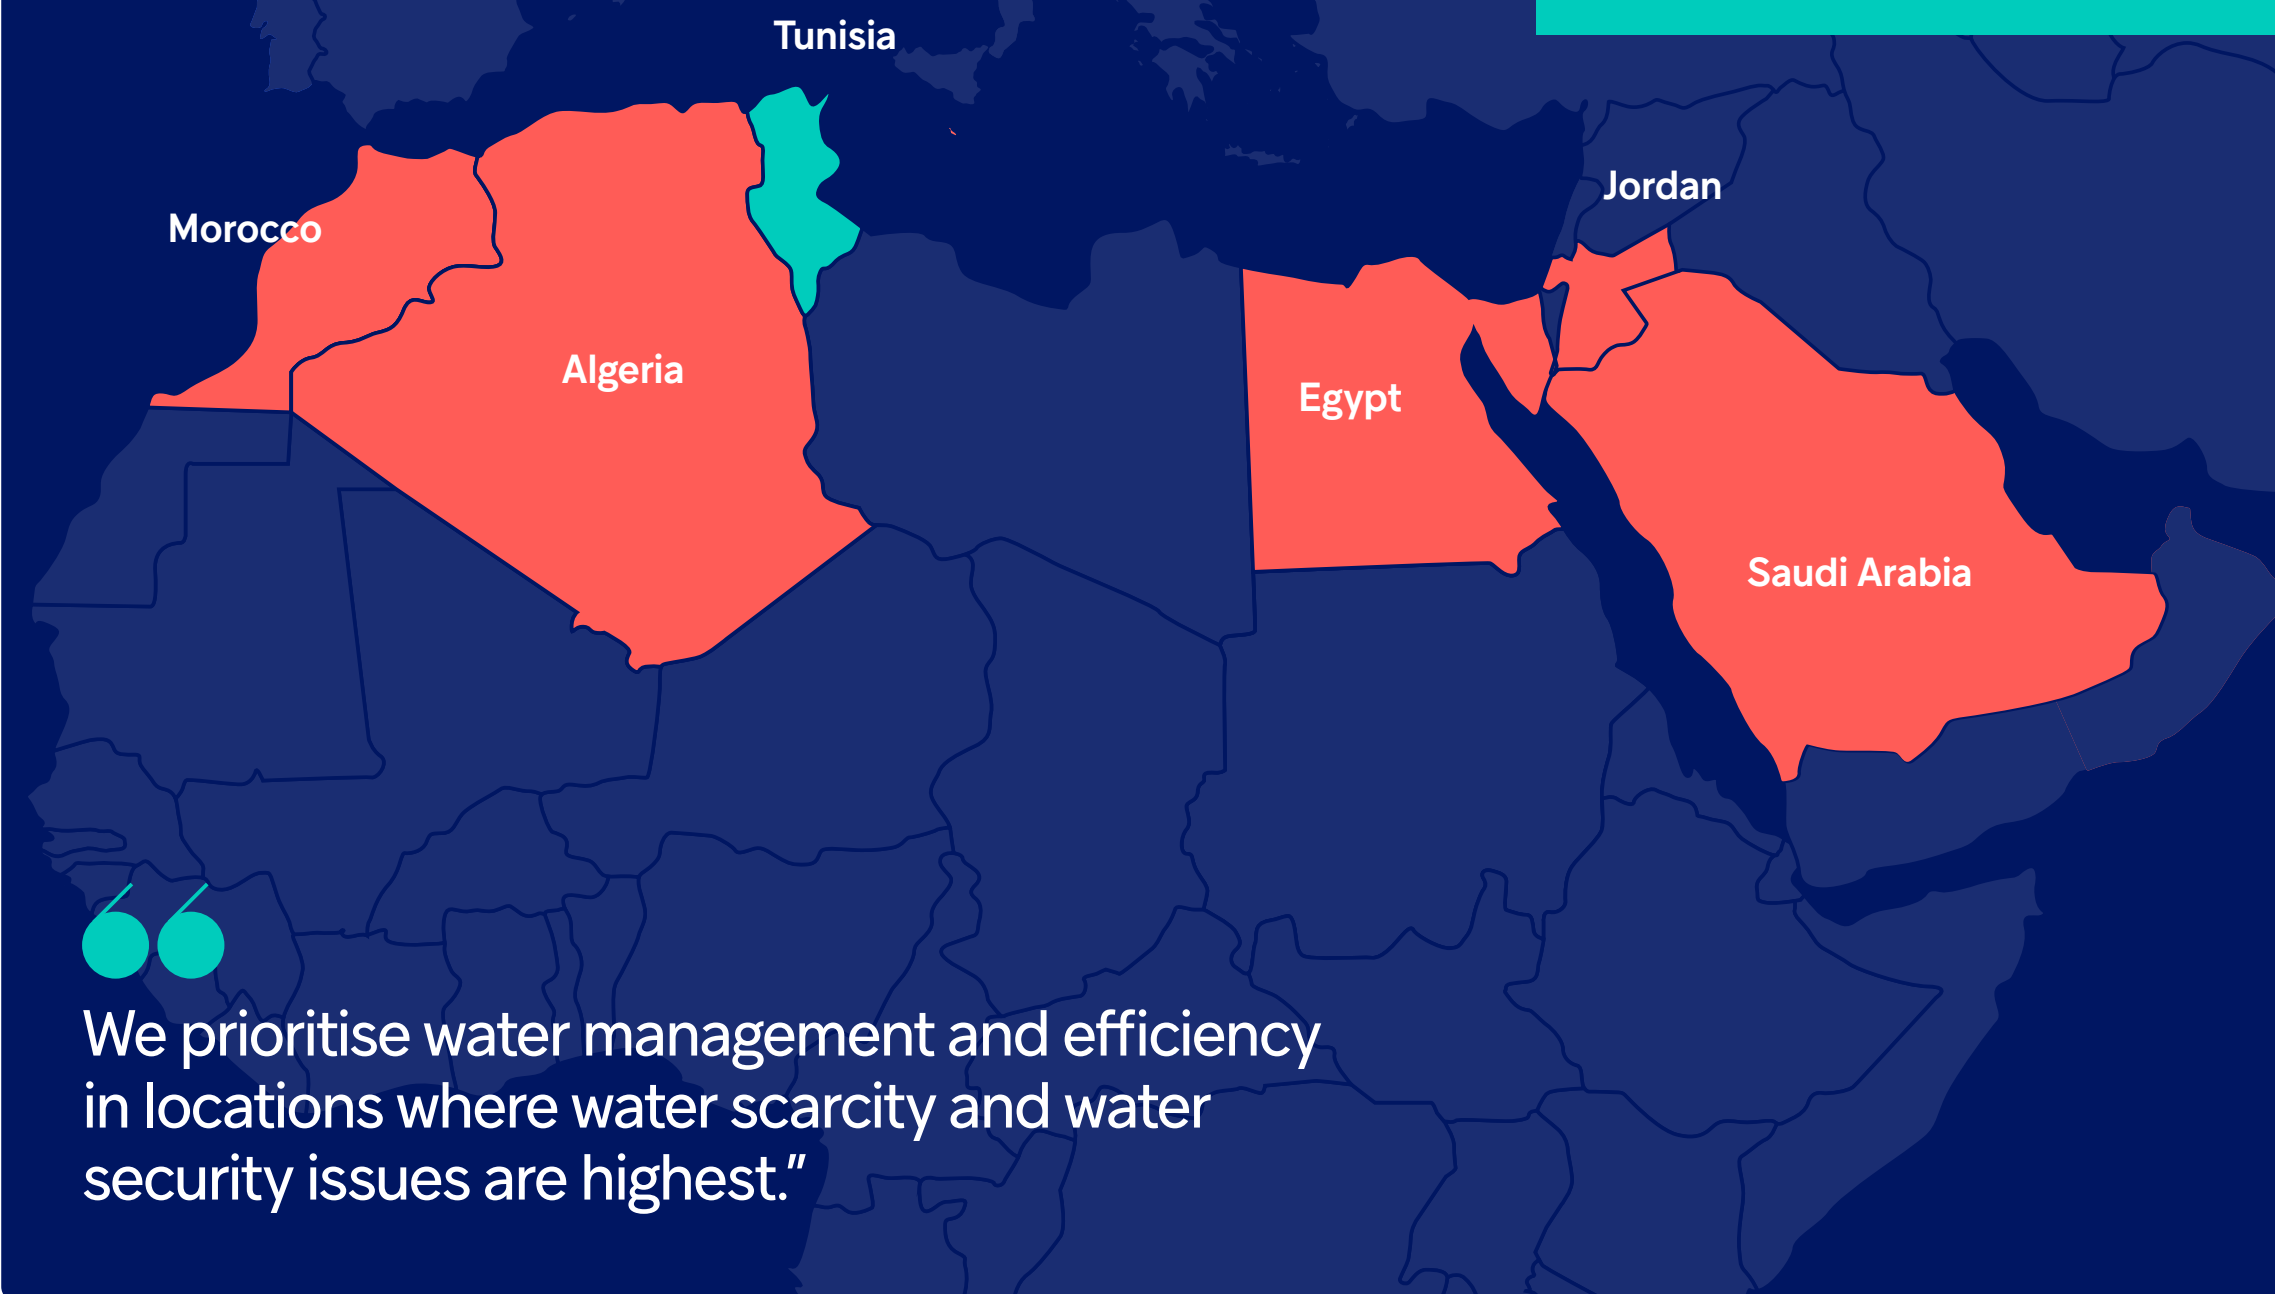 Tunisia
Jordan
Morocco
Algeria
Egypt
Saudi Arabia
We prioritise water management and efficiency
in locations where water scarcity and water
security issues are highest.”